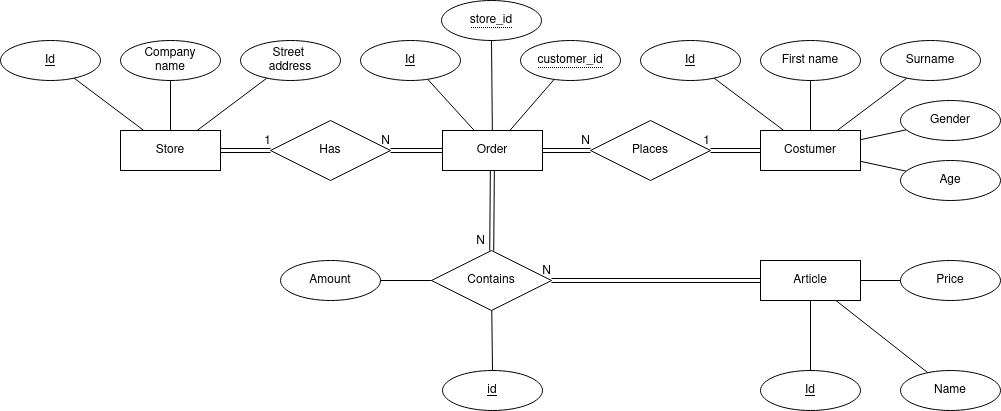 store_id
Id
Company
name
Street
address
Id
customer_id
Id
First name
Surname
Gender
Store
1
Has
N
Order
N
Places
1
Costumer
Age
N
Amount
Contains
N
Article
Price
id
Id
Name